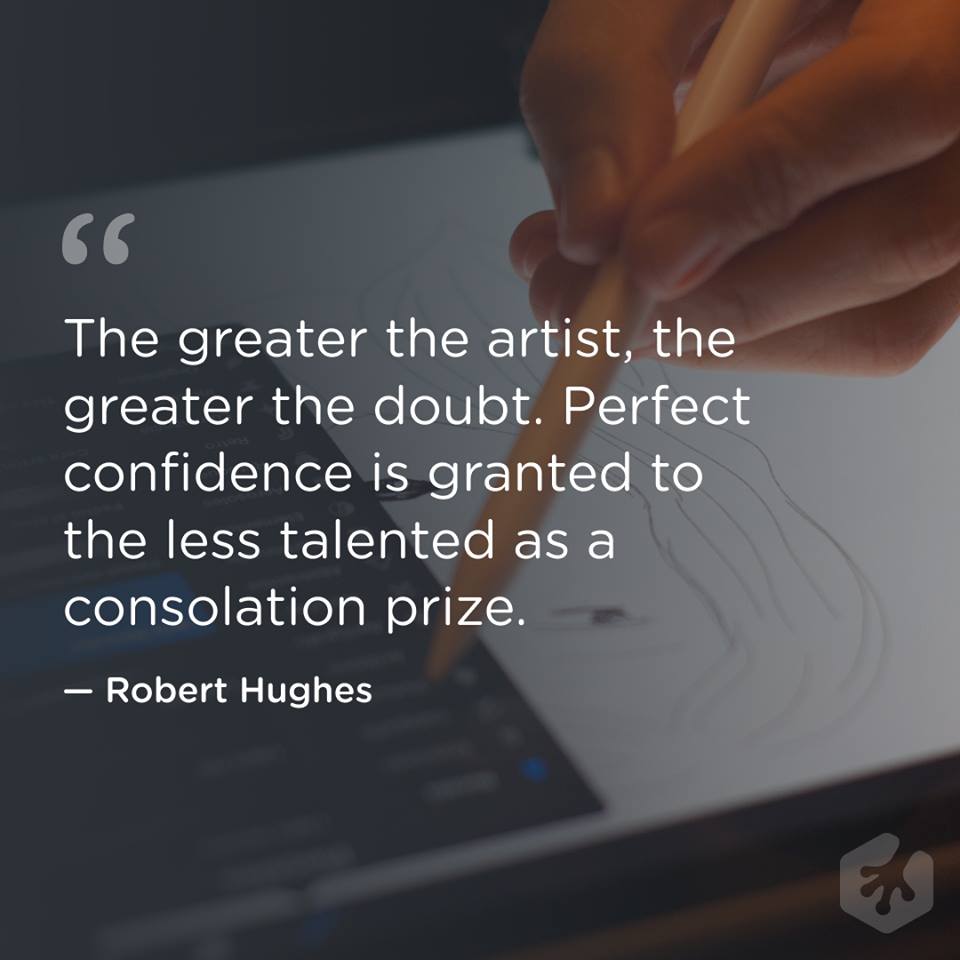 “
The greater the artist, the
greater the doubt. Perfect
confidence is granted to
the less talented as a
consolation prize.
— Robert Hughes